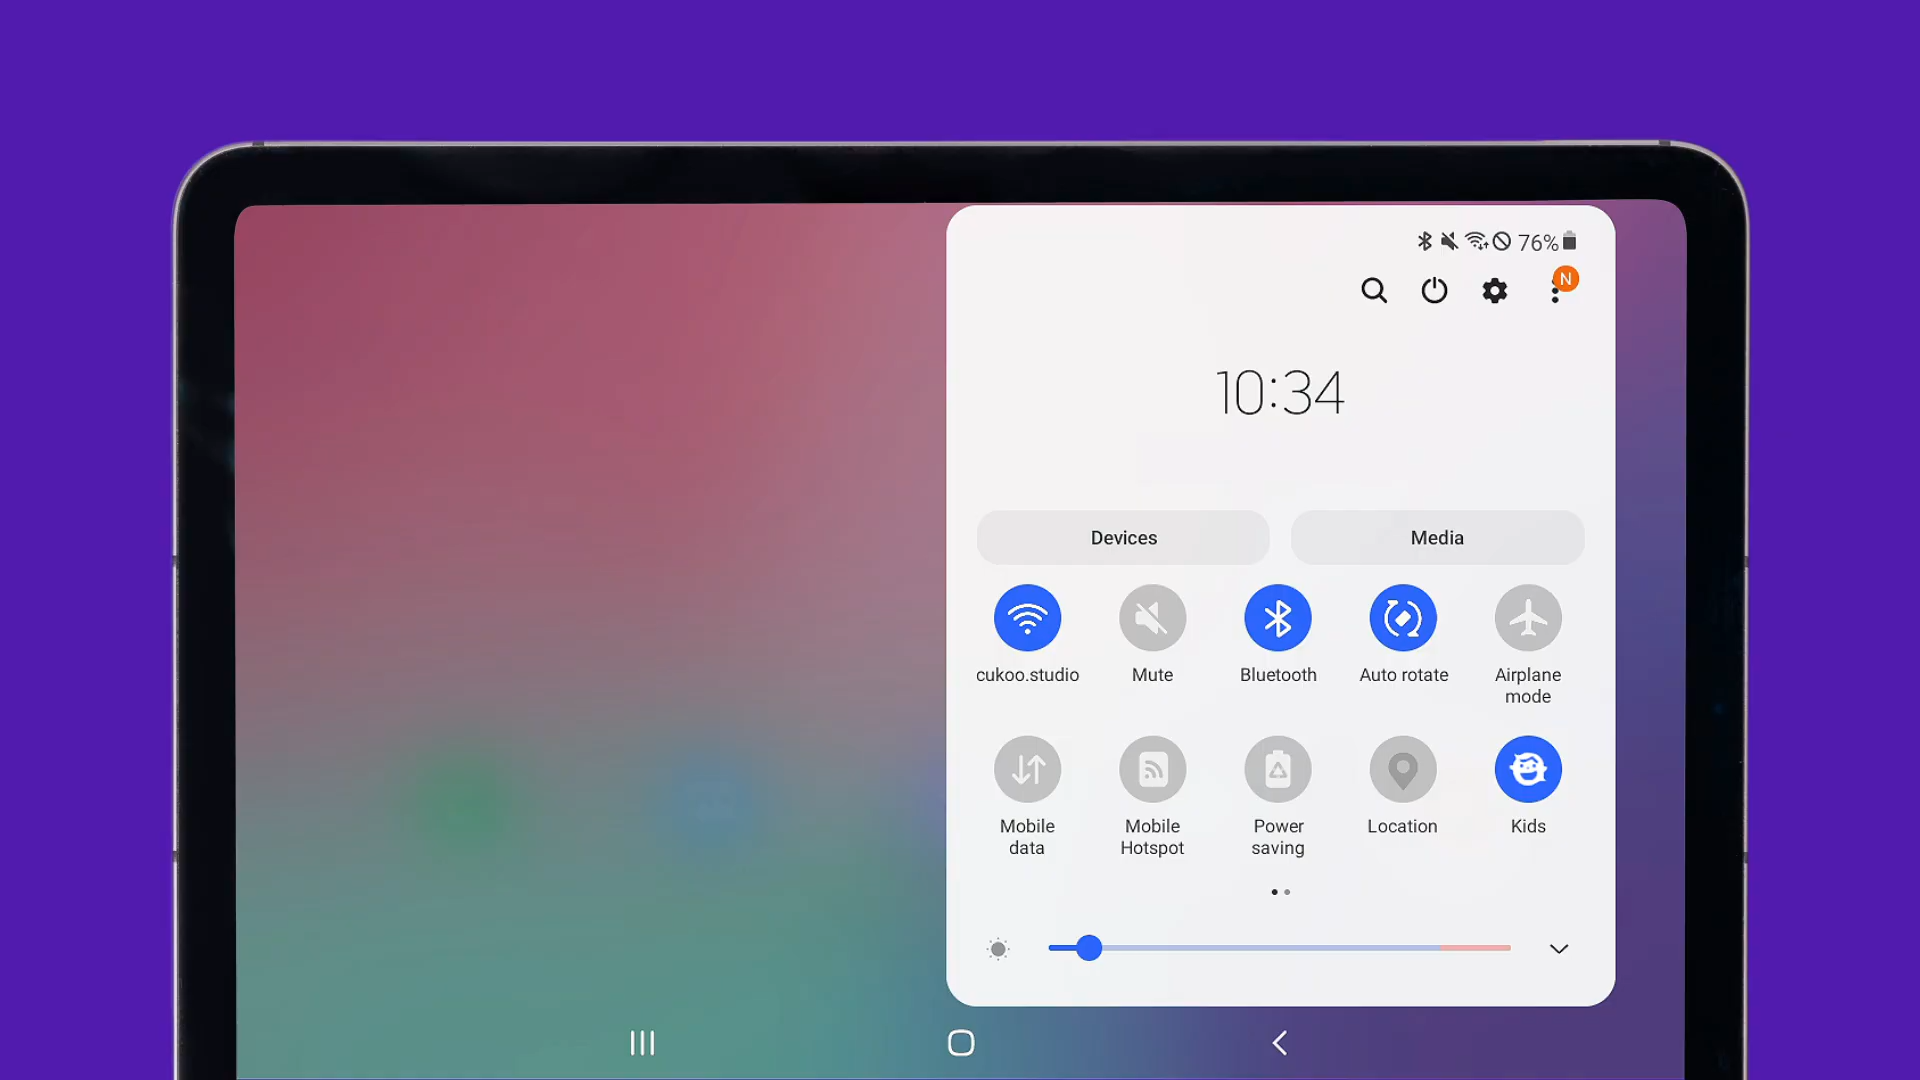 76%
N
10:34
Devices Media
cukoo.studio Mute Bluetooth Auto rotate Airplane mode
Mobile data Mobile Hotspot Power saving Location Kids